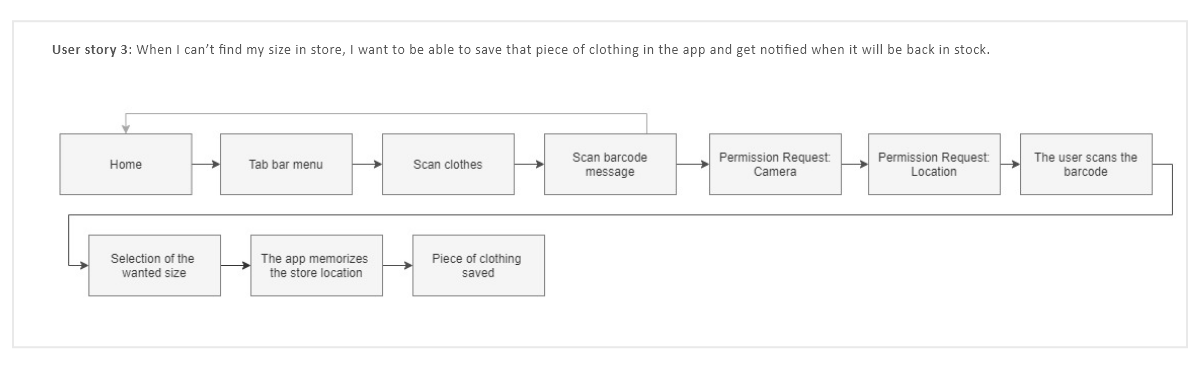 User story 3: When I can't find my size in store, I want to be able to save that piece of clothing in the app and get notified when it will be back in stock.
Home
Tab bar menu
Scan clothes
Scan barcode
message
Permission Request:
Camera
Permission Request:
Location
The user scans the
barcode
Selection of the
wanted size
The app memorizes
the store location
Piece of clothing
saved